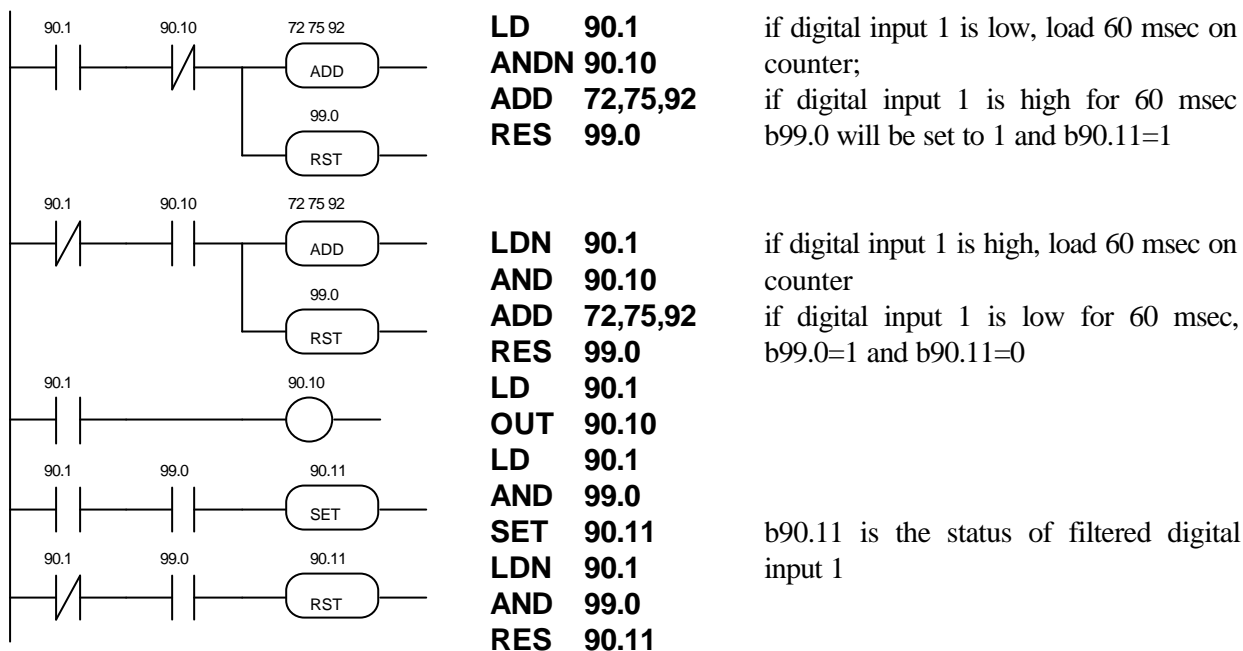 90.1 90.10 72 75 92
ADD
99.0
RST
90.1 90.10 72 75 92
ADD
99.0
RST
90.1 90.10
90.1 99.0 90.11
SET
90.1 99.0 90.11
RST
LD 90.1
ANDN 90.10
ADD 72,75,92
RES 99.0
LDN 90.1
AND 90.10
ADD 72,75,92
RES 99.0
LD 90.1
OUT 90.10
LD 90.1
AND 99.0
SET 90.11
LDN 90.1
AND 99.0
RES 90.11
if digital input 1 is low, load 60 msec on
counter;
if digital input 1 is high for 60 msec
b99.0 will be set to 1 and b90.11=1
if digital input 1 is high, load 60 msec on
counter
if digital input 1 is low for 60 msec,
b99.0=1 and b90.11=0
b90.11 is the status of filtered digital
input 1